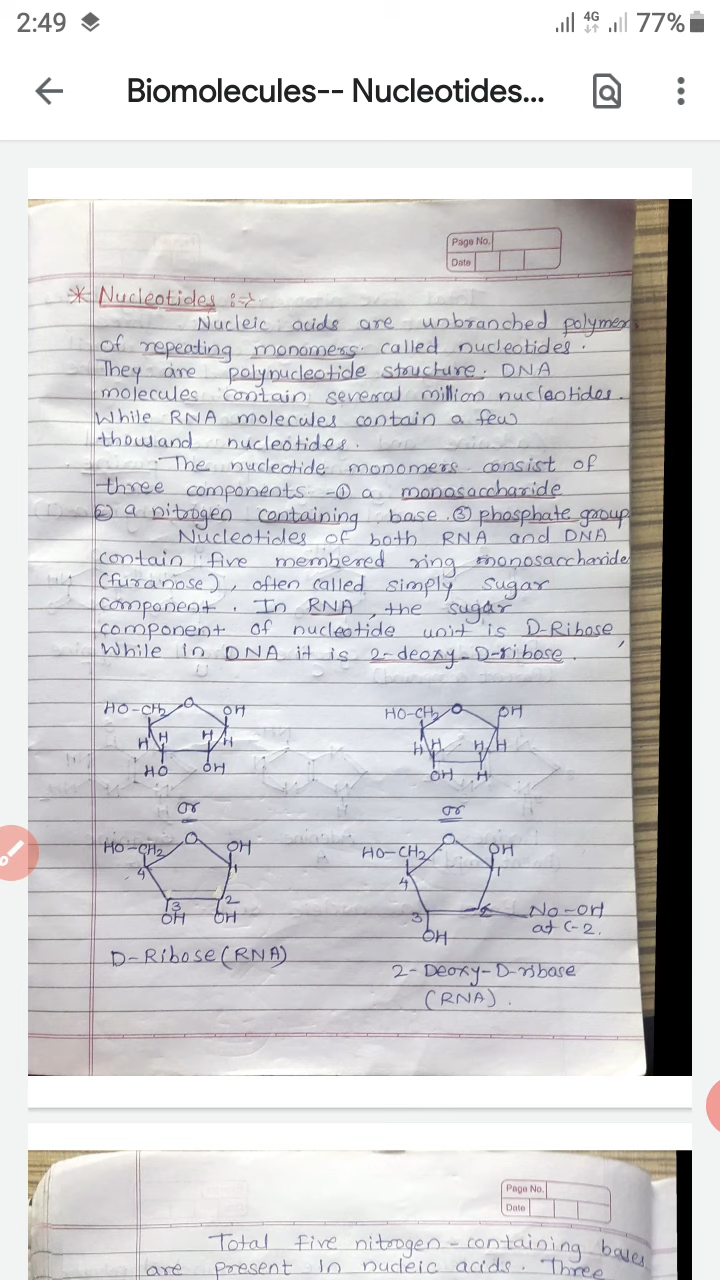 2:49 4G 77%
Biomolecules-- Nucleotides...
Page No.
Date
* Nucleotides :->
Nucleic acids are unbranched polymer
of repeating monomers called nucleotides.
They are polynucleotide structure. DNA
molecules contain several million nucleotides.
While RNA molecules contain a few
thousand nucleotides.
The nucleotide monomers consist of
three components -① a monosaccharide
② a nitrogen containing base. ③ phosphate group
Nucleotides of both RNA and DNA
contain five membered ring monosaccharide
(furanose), often called simply sugar
component. In RNA, the sugar
component of nucleotide unit is D-Ribose
While in DNA it is 2-deoxy-D-ribose.
HO-CH2 O OH HO-CH2 O OH
H H H H H H H H
HO OH OH H
or or
HO-CH2 O OH HO-CH2 O OH
4 1 4 1
3 2 3 2 No-OH
OH OH OH at C-2.
D-Ribose (RNA)
2-Deoxy-D-ribase
(RNA).
Page No.
Date
Total Five nitrogen-containing bases
are present In nucleic acids. Three